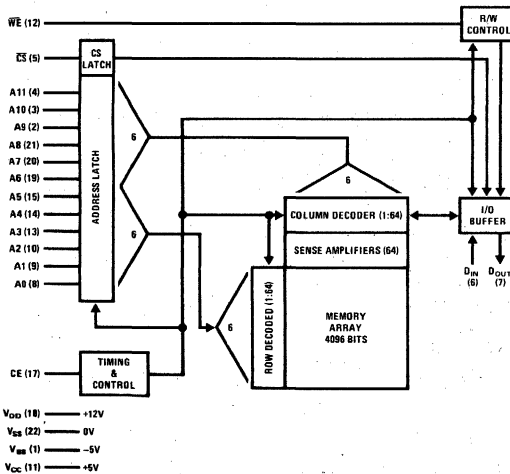 WE (12)
R/W CONTROL
CS (5)
CS LATCH
A11 (4)
A10 (3)
A9 (2)
A8 (21)
A7 (20)
A6 (19)
A5 (15)
A4 (14)
A3 (13)
A2 (10)
A1 (9)
A0 (8)
ADDRESS LATCH
6
6
6
COLUMN DECODER (1:64)
I/O BUFFER
SENSE AMPLIFIERS (64)
DIN (6)
DOUT (7)
6
ROW DECODED (1:64)
MEMORY ARRAY 4096 BITS
CE (17)
TIMING & CONTROL
VDD (18) +12V
VSS (22) 0V
VBB (1) −5V
VCC (11) +5V